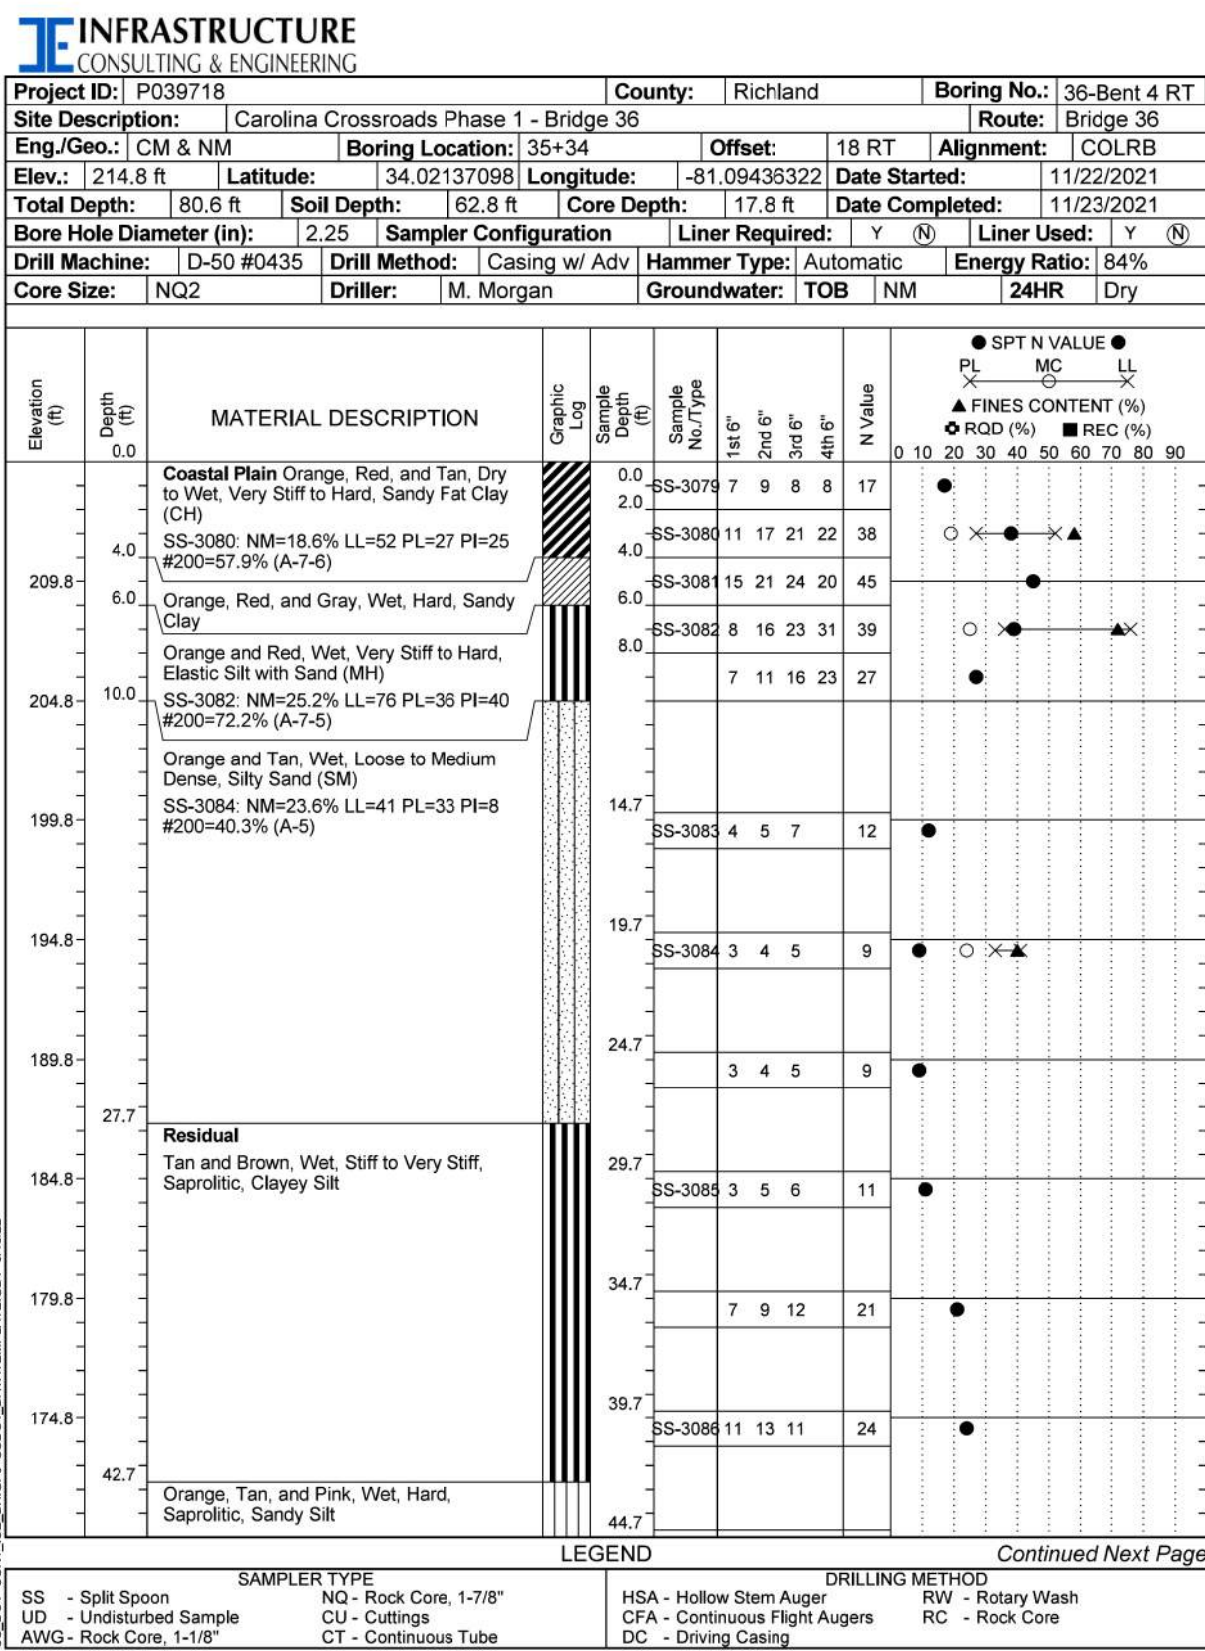 INFRASTRUCTURE
CONSULTING & ENGINEERING
Project ID: P039718 County: Richland Boring No.: 36-Bent 4 RT
Site Description: Carolina Crossroads Phase 1 - Bridge 36 Route: Bridge 36
Eng./Geo.: CM & NM Boring Location: 35+34 Offset: 18 RT Alignment: COLRB
Elev.: 214.8 ft Latitude: 34.02137098 Longitude: -81.09436322 Date Started: 11/22/2021
Total Depth: 80.6 ft Soil Depth: 62.8 ft Core Depth: 17.8 ft Date Completed: 11/23/2021
Bore Hole Diameter (in): 2.25 Sampler Configuration Liner Required: Y N Liner Used: Y N
Drill Machine: D-50 #0435 Drill Method: Casing w/ Adv Hammer Type: Automatic Energy Ratio: 84%
Core Size: NQ2 Driller: M. Morgan Groundwater: TOB NM 24HR Dry
Elevation (ft)
Depth (ft)
0.0
MATERIAL DESCRIPTION
Graphic Log
Sample Depth (ft)
Sample No./Type
1st 6"
2nd 6"
3rd 6"
4th 6"
N Value
SPT N VALUE
PL MC LL
FINES CONTENT (%)
RQD (%) REC (%)
0 10 20 30 40 50 60 70 80 90
Coastal Plain Orange, Red, and Tan, Dry
to Wet, Very Stiff to Hard, Sandy Fat Clay
(CH)
SS-3080: NM=18.6% LL=52 PL=27 PI=25
#200=57.9% (A-7-6)
4.0
209.8
6.0
Orange, Red, and Gray, Wet, Hard, Sandy
Clay
Orange and Red, Wet, Very Stiff to Hard,
Elastic Silt with Sand (MH)
10.0
204.8
SS-3082: NM=25.2% LL=76 PL=36 PI=40
#200=72.2% (A-7-5)
Orange and Tan, Wet, Loose to Medium
Dense, Silty Sand (SM)
SS-3084: NM=23.6% LL=41 PL=33 PI=8
#200=40.3% (A-5)
199.8
194.8
189.8
27.7
Residual
Tan and Brown, Wet, Stiff to Very Stiff,
Saprolitic, Clayey Silt
184.8
179.8
174.8
42.7
Orange, Tan, and Pink, Wet, Hard,
Saprolitic, Sandy Silt
0.0
SS-3079 7 9 8 8 17
2.0
SS-3080 11 17 21 22 38
4.0
SS-3081 15 21 24 20 45
6.0
SS-3082 8 16 23 31 39
8.0
7 11 16 23 27
14.7
SS-3083 4 5 7 12
19.7
SS-3084 3 4 5 9
24.7
3 4 5 9
29.7
SS-3085 3 5 6 11
34.7
7 9 12 21
39.7
SS-3086 11 13 11 24
44.7
LEGEND
Continued Next Page
SAMPLER TYPE
SS - Split Spoon NQ - Rock Core, 1-7/8"
UD - Undisturbed Sample CU - Cuttings
AWG - Rock Core, 1-1/8" CT - Continuous Tube
DRILLING METHOD
HSA - Hollow Stem Auger RW - Rotary Wash
CFA - Continuous Flight Augers RC - Rock Core
DC - Driving Casing